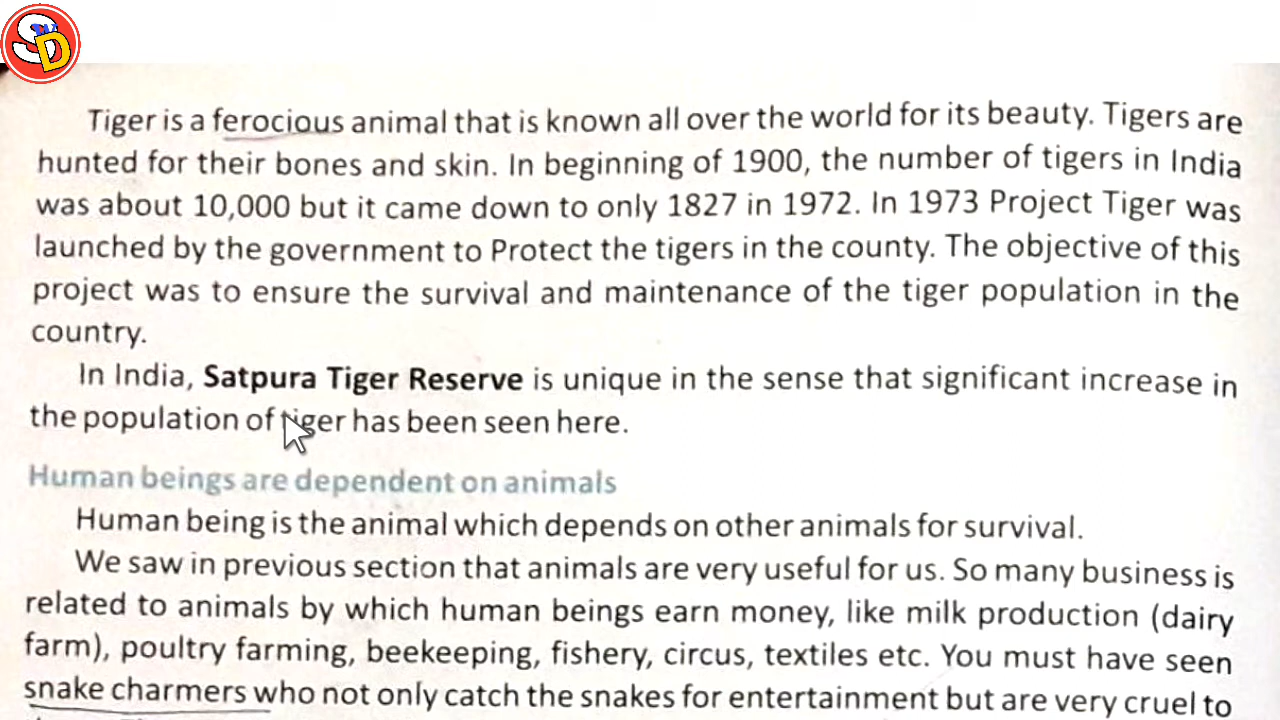 SD
Tiger is a ferocious animal that is known all over the world for its beauty. Tigers are
hunted for their bones and skin. In beginning of 1900, the number of tigers in India
was about 10,000 but it came down to only 1827 in 1972. In 1973 Project Tiger was
launched by the government to Protect the tigers in the county. The objective of this
project was to ensure the survival and maintenance of the tiger population in the
country.
In India, Satpura Tiger Reserve is unique in the sense that significant increase in
the population of tiger has been seen here.
Human beings are dependent on animals
Human being is the animal which depends on other animals for survival.
We saw in previous section that animals are very useful for us. So many business is
related to animals by which human beings earn money, like milk production (dairy
farm), poultry farming, beekeeping, fishery, circus, textiles etc. You must have seen
snake charmers who not only catch the snakes for entertainment but are very cruel to